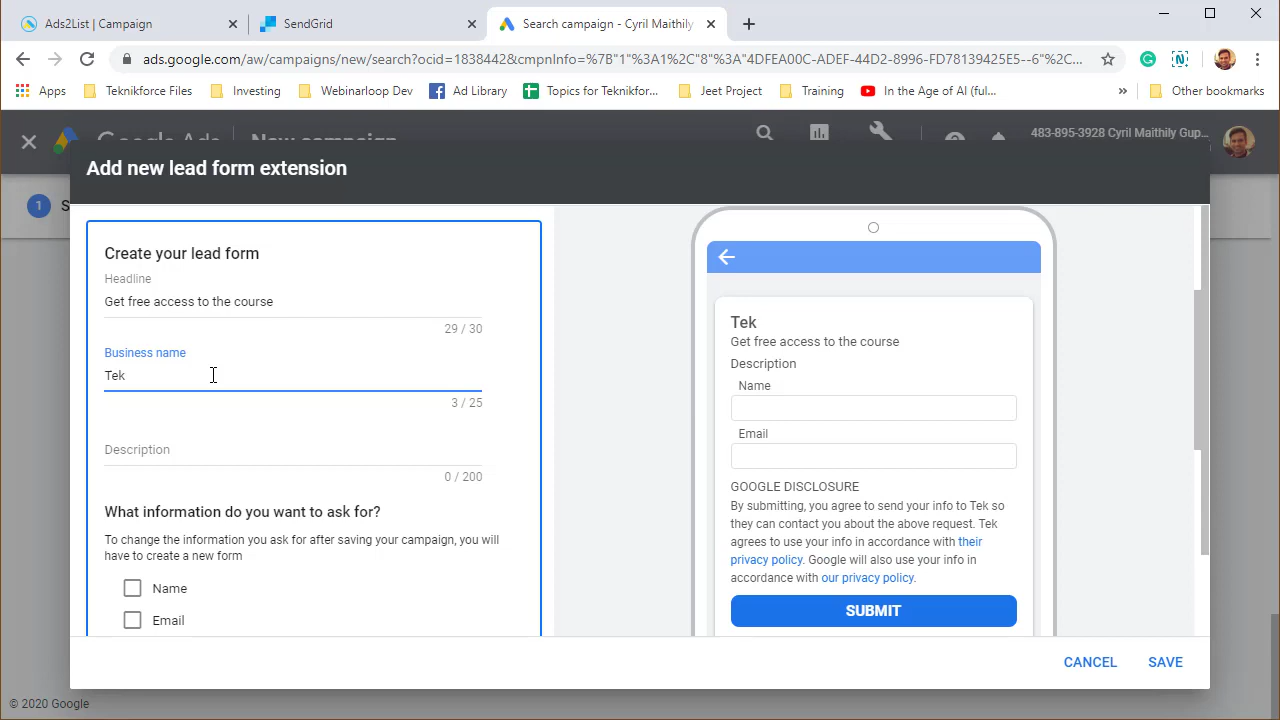 Ads2List | Campaign
SendGrid
Search campaign - Cyril Maithily
ads.google.com/aw/campaigns/new/search?ocid=1838442&cmpnInfo=%7B"1"%3A1%2C"8"%3A"4DFEA00C-ADEF-44D2-8996-FD78139425E5--6"%2C...
Apps
Teknikforce Files
Investing
Webinarloop Dev
Ad Library
Topics for Teknikfor...
Jeet Project
Training
In the Age of AI (ful...
»
Other bookmarks
Google Ads
New campaign
483-895-3928 Cyril Maithily Gup...
1 S
Add new lead form extension
Create your lead form
Headline
Get free access to the course
29 / 30
Business name
Tek
3 / 25
Description
0 / 200
What information do you want to ask for?
To change the information you ask for after saving your campaign, you will
have to create a new form
Name
Email
Tek
Get free access to the course
Description
Name
Email
GOOGLE DISCLOSURE
By submitting, you agree to send your info to Tek so
they can contact you about the above request. Tek
agrees to use your info in accordance with their
privacy policy. Google will also use your info in
accordance with our privacy policy.
SUBMIT
CANCEL
SAVE
© 2020 Google